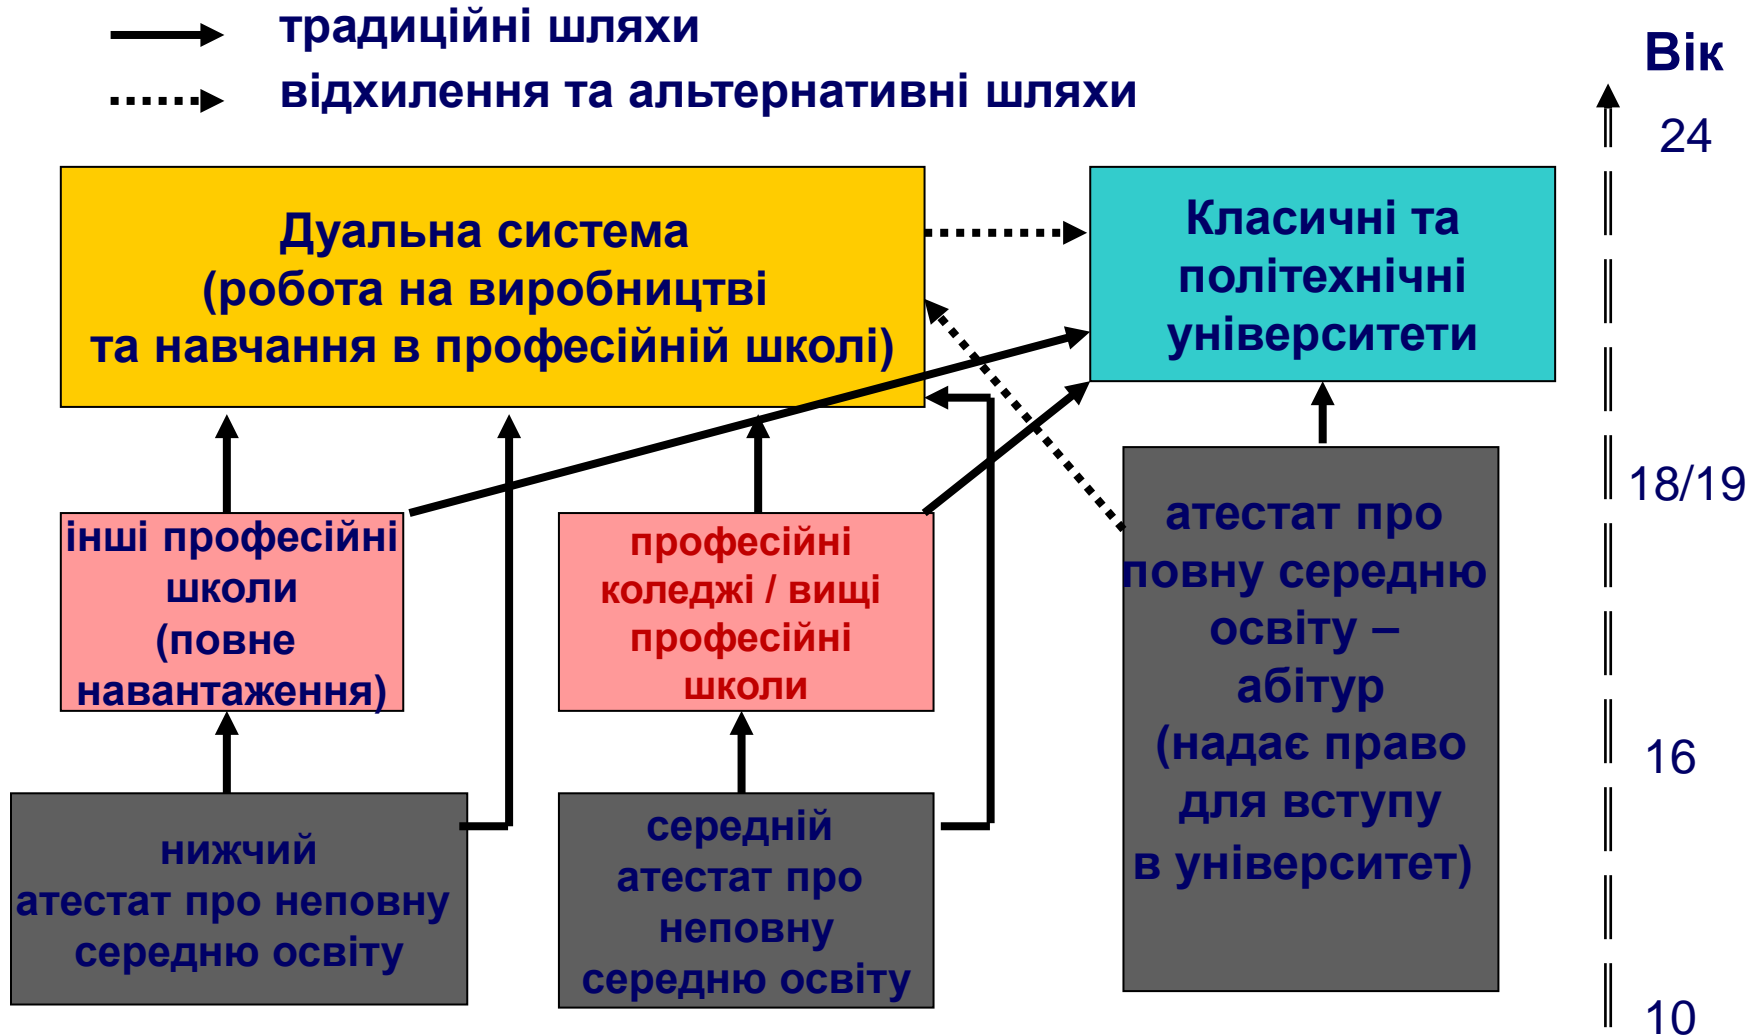 традиційні шляхи
відхилення та альтернативні шляхи
Вік
24
18/19
16
10
Дуальна система
(робота на виробництві
та навчання в професійній школі)
Класичні та
політехнічні
університети
інші професійні
школи
(повне
навантаження)
професійні
коледжі / вищі
професійні
школи
атестат про
повну середню
освіту –
абітур
(надає право
для вступу
в університет)
нижчий
атестат про неповну
середню освіту
середній
атестат про
неповну
середню освіту